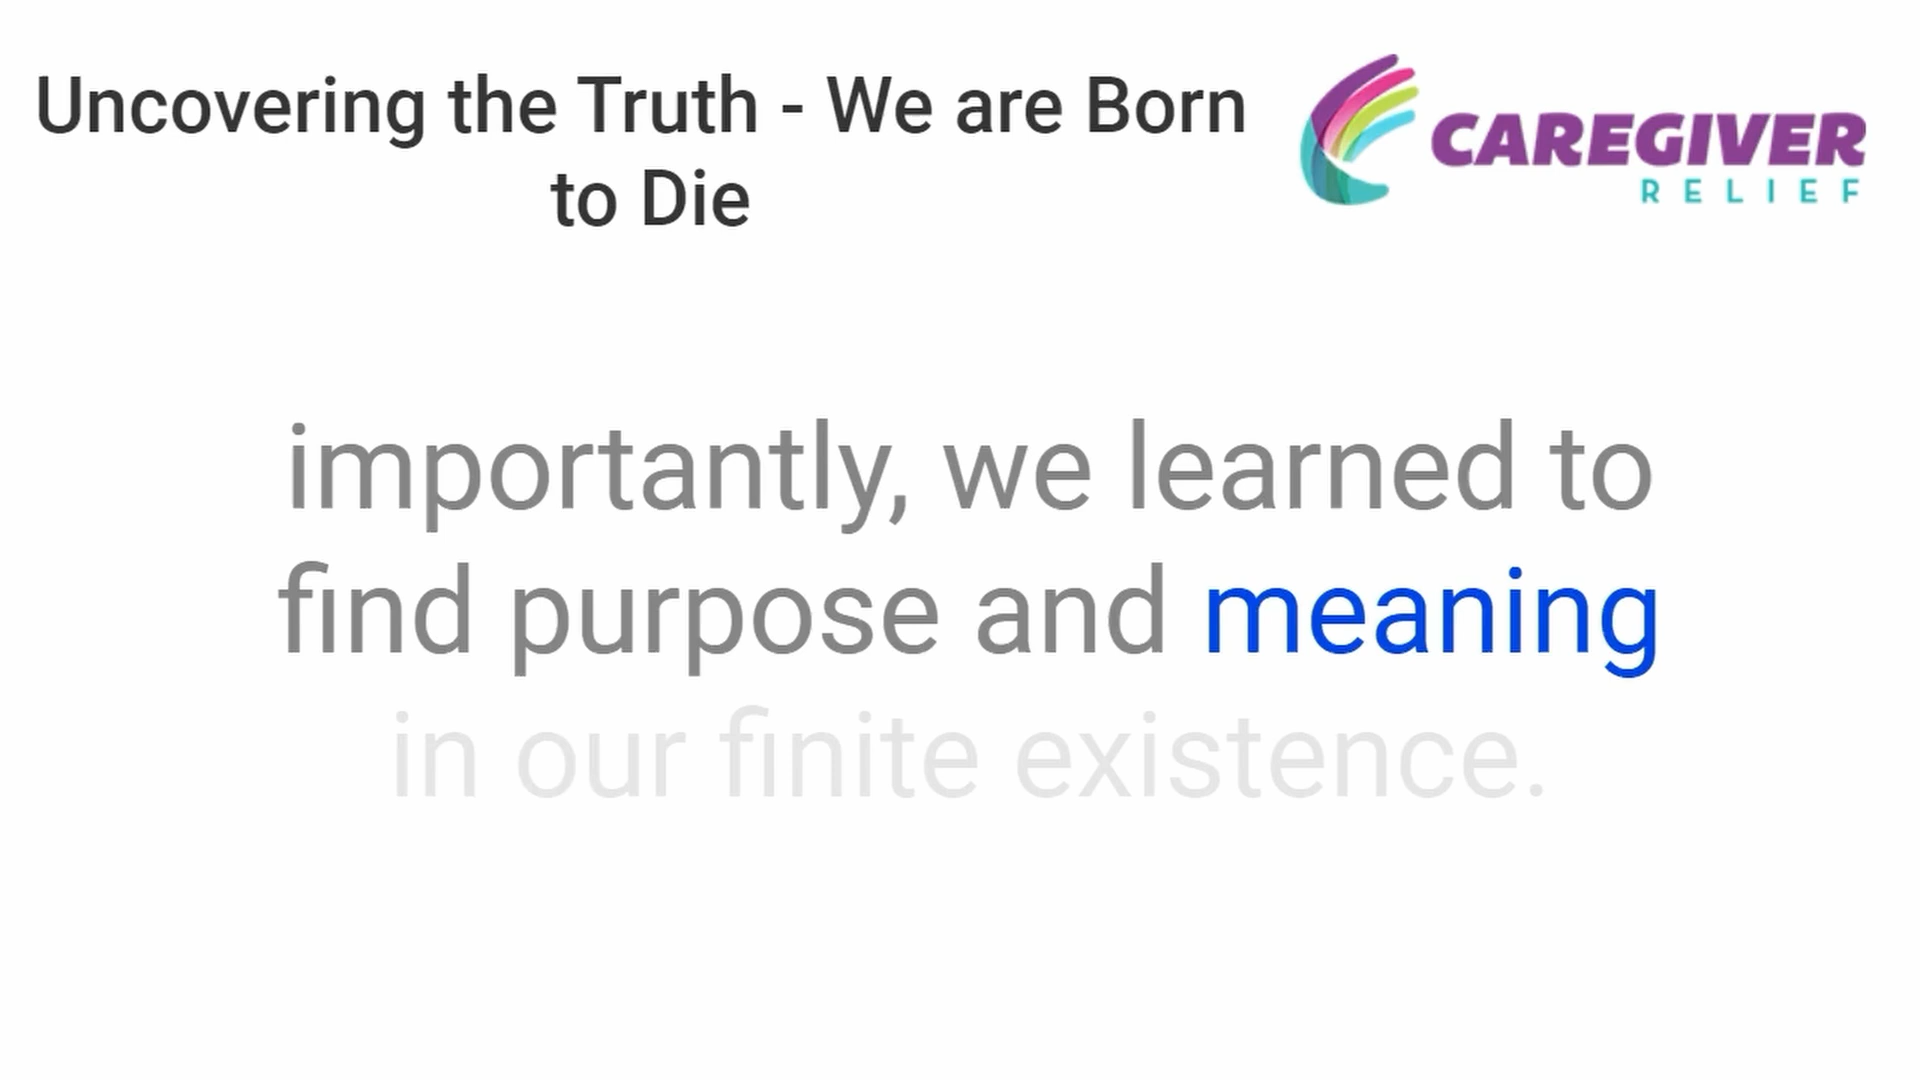 Uncovering the Truth - We are Born
to Die
CAREGIVER
RELIEF
importantly, we learned to
find purpose and meaning
in our finite existence.